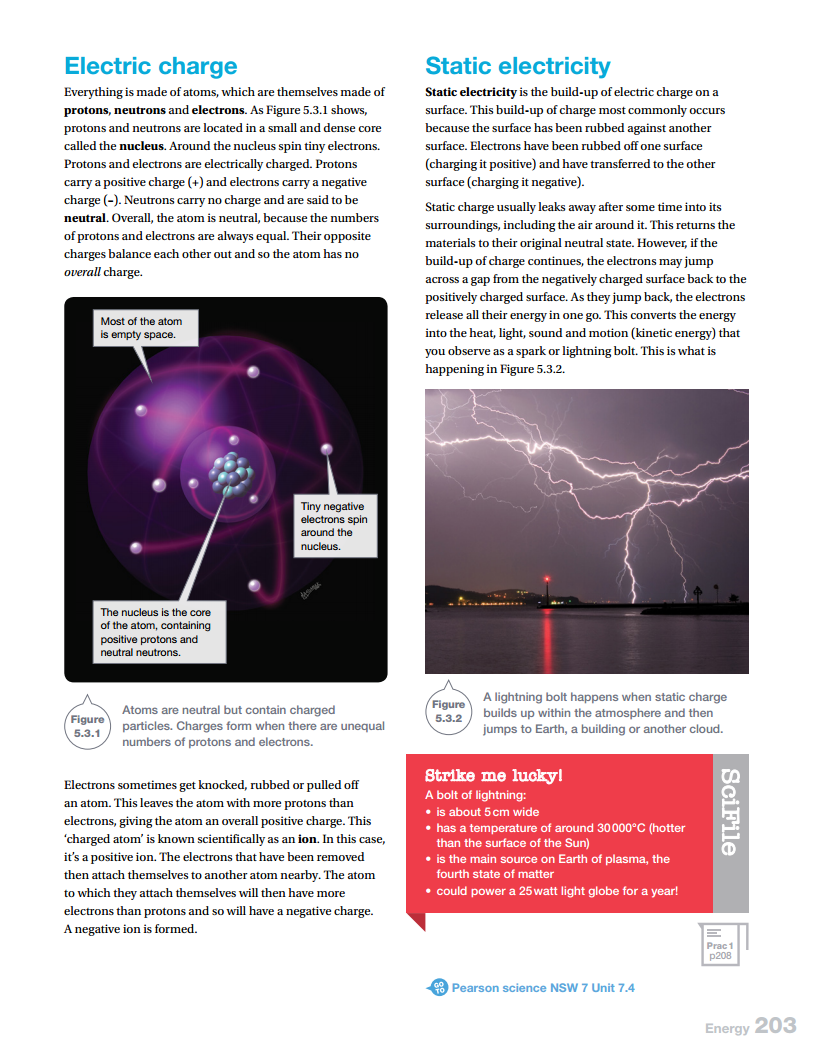 Electric charge
Everything is made of atoms, which are themselves made of
protons, neutrons and electrons. As Figure 5.3.1 shows,
protons and neutrons are located in a small and dense core
called the nucleus. Around the nucleus spin tiny electrons.
Protons and electrons are electrically charged. Protons
carry a positive charge (+) and electrons carry a negative
charge (–). Neutrons carry no charge and are said to be
neutral. Overall, the atom is neutral, because the numbers
of protons and electrons are always equal. Their opposite
charges balance each other out and so the atom has no
overall charge.
Most of the atom
is empty space.
Tiny negative
electrons spin
around the
nucleus.
The nucleus is the core
of the atom, containing
positive protons and
neutral neutrons.
Figure
5.3.1
Atoms are neutral but contain charged
particles. Charges form when there are unequal
numbers of protons and electrons.
Electrons sometimes get knocked, rubbed or pulled off
an atom. This leaves the atom with more protons than
electrons, giving the atom an overall positive charge. This
‘charged atom’ is known scientifically as an ion. In this case,
it’s a positive ion. The electrons that have been removed
then attach themselves to another atom nearby. The atom
to which they attach themselves will then have more
electrons than protons and so will have a negative charge.
A negative ion is formed.
Static electricity
Static electricity is the build-up of electric charge on a
surface. This build-up of charge most commonly occurs
because the surface has been rubbed against another
surface. Electrons have been rubbed off one surface
(charging it positive) and have transferred to the other
surface (charging it negative).
Static charge usually leaks away after some time into its
surroundings, including the air around it. This returns the
materials to their original neutral state. However, if the
build-up of charge continues, the electrons may jump
across a gap from the negatively charged surface back to the
positively charged surface. As they jump back, the electrons
release all their energy in one go. This converts the energy
into the heat, light, sound and motion (kinetic energy) that
you observe as a spark or lightning bolt. This is what is
happening in Figure 5.3.2.
Figure
5.3.2
A lightning bolt happens when static charge
builds up within the atmosphere and then
jumps to Earth, a building or another cloud.
Strike me lucky!
A bolt of lightning:
• is about 5 cm wide
• has a temperature of around 30 000°C (hotter
than the surface of the Sun)
• is the main source on Earth of plasma, the
fourth state of matter
• could power a 25 watt light globe for a year!
SciFile
Prac 1
p208
GO TO
Pearson science NSW 7 Unit 7.4
Energy 203